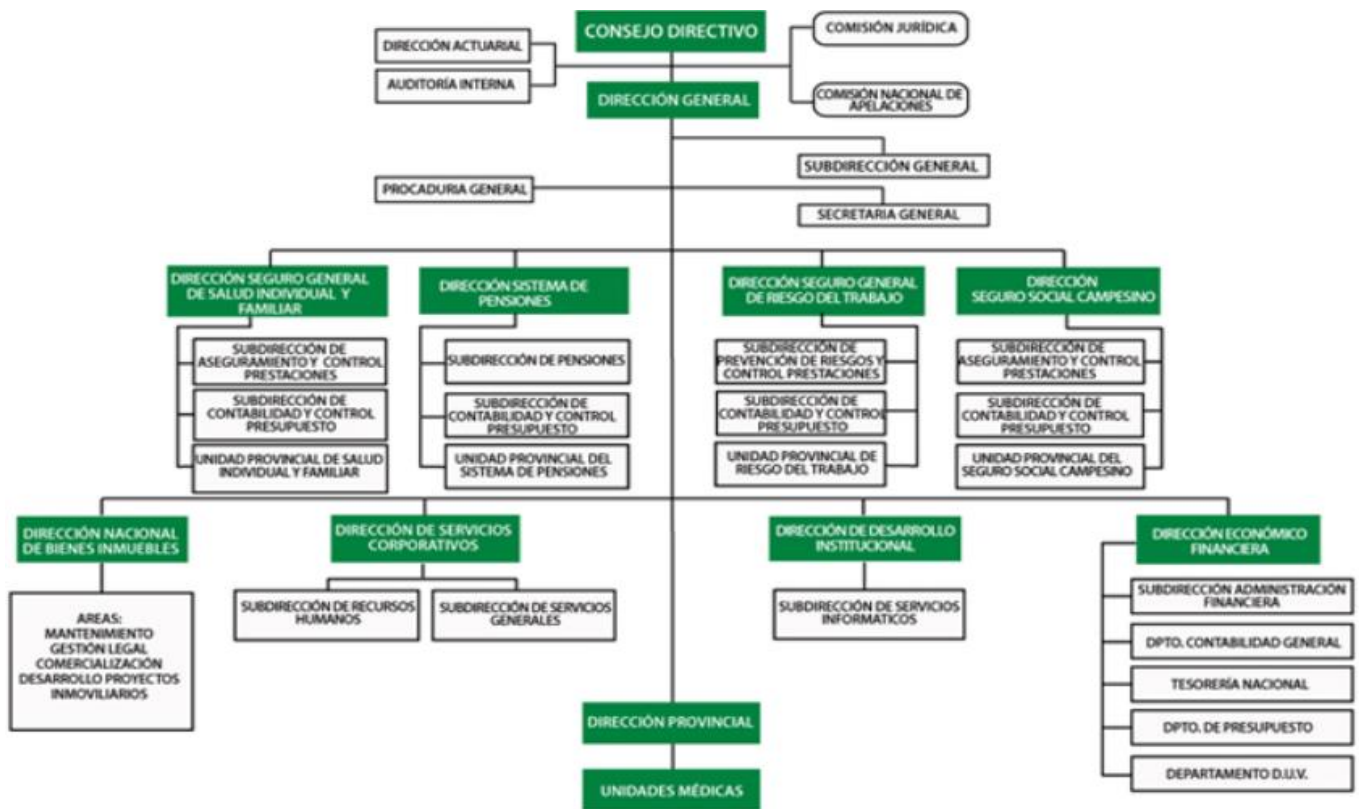 CONSEJO DIRECTIVO
DIRECCIÓN ACTUARIAL
AUDITORÍA INTERNA
COMISIÓN JURÍDICA
COMISIÓN NACIONAL DE
APELACIONES
DIRECCIÓN GENERAL
SUBDIRECCIÓN GENERAL
PROCADURIA GENERAL
SECRETARIA GENERAL
DIRECCIÓN SEGURO GENERAL
DE SALUD INDIVIDUAL Y
FAMILIAR
SUBDIRECCIÓN DE
ASEGURAMIENTO Y CONTROL
PRESTACIONES
SUBDIRECCIÓN DE
CONTABILIDAD Y CONTROL
PRESUPUESTO
UNIDAD PROVINCIAL DE SALUD
INDIVIDUAL Y FAMILIAR
DIRECCIÓN SISTEMA DE
PENSIONES
SUBDIRECCIÓN DE PENSIONES
SUBDIRECCIÓN DE
CONTABILIDAD Y CONTROL
PRESUPUESTO
UNIDAD PROVINCIAL DEL
SISTEMA DE PENSIONES
DIRECCIÓN SEGURO GENERAL
DE RIESGO DEL TRABAJO
SUBDIRECCIÓN DE
PREVENCIÓN DE RIESGOS Y
CONTROL PRESTACIONES
SUBDIRECCIÓN DE
CONTABILIDAD Y CONTROL
PRESUPUESTO
UNIDAD PROVINCIAL DE
RIESGO DEL TRABAJO
DIRECCIÓN
SEGURO SOCIAL CAMPESINO
SUBDIRECCIÓN DE
ASEGURAMIENTO Y CONTROL
PRESTACIONES
SUBDIRECCIÓN DE
CONTABILIDAD Y CONTROL
PRESUPUESTO
UNIDAD PROVINCIAL DEL
SEGURO SOCIAL CAMPESINO
DIRECCIÓN NACIONAL
DE BIENES INMUEBLES
AREAS:
MANTENIMIENTO
GESTIÓN LEGAL
COMERCIALIZACIÓN
DESARROLLO PROYECTOS
INMOVILIARIOS
DIRECCIÓN DE SERVICIOS
CORPORATIVOS
SUBDIRECCIÓN DE RECURSOS
HUMANOS
SUBDIRECCIÓN DE SERVICIOS
GENERALES
DIRECCIÓN DE DESARROLLO
INSTITUCIONAL
SUBDIRECCIÓN DE SERVICIOS
INFORMATICOS
DIRECCIÓN ECONÓMICO
FINANCIERA
SUBDIRECCIÓN ADMINISTRACIÓN
FINANCIERA
DPTO. CONTABILIDAD GENERAL
TESORERÍA NACIONAL
DPTO. DE PRESUPUESTO
DEPARTAMENTO D.U.V.
DIRECCIÓN PROVINCIAL
UNIDADES MÉDICAS